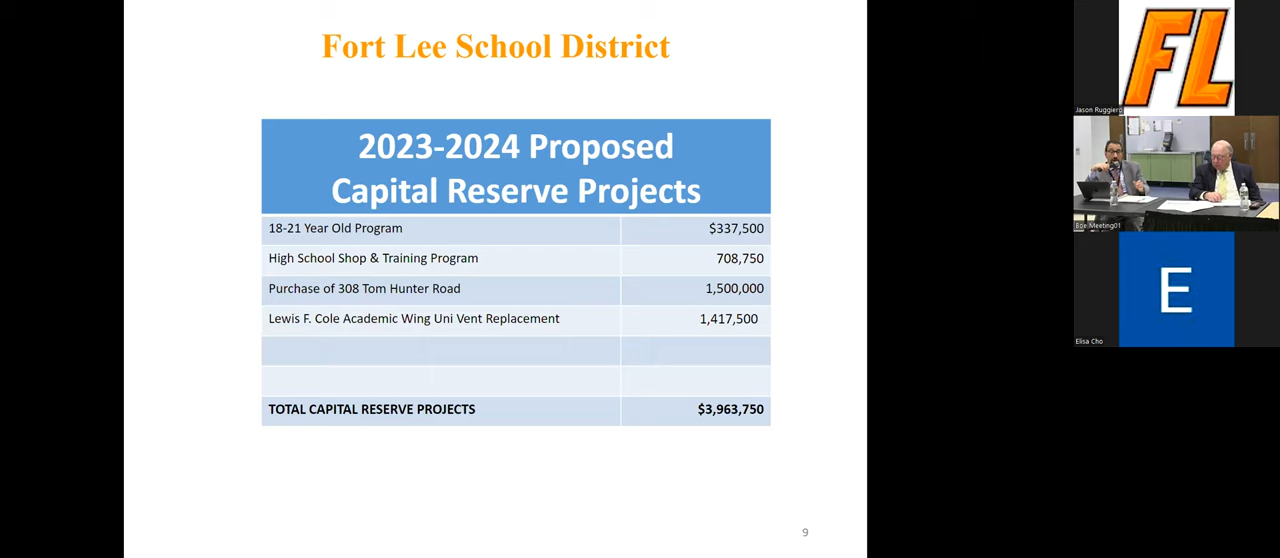 Fort Lee School District
2023-2024 Proposed
Capital Reserve Projects
18-21 Year Old Program $337,500
High School Shop & Training Program 708,750
Purchase of 308 Tom Hunter Road 1,500,000
Lewis F. Cole Academic Wing Uni Vent Replacement 1,417,500
TOTAL CAPITAL RESERVE PROJECTS $3,963,750
9
FL
Jason Ruggiero
Boe Meeting01
E
Elisa Cho